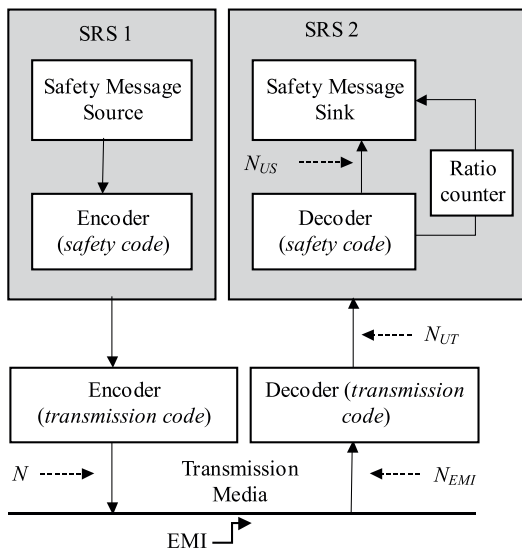 SRS 1
Safety Message
Source
Encoder
(safety code)
SRS 2
Safety Message
Sink
N_US
Ratio
counter
Decoder
(safety code)
N_UT
Encoder
(transmission code)
Decoder (transmission
code)
N
Transmission
Media
N_EMI
EMI